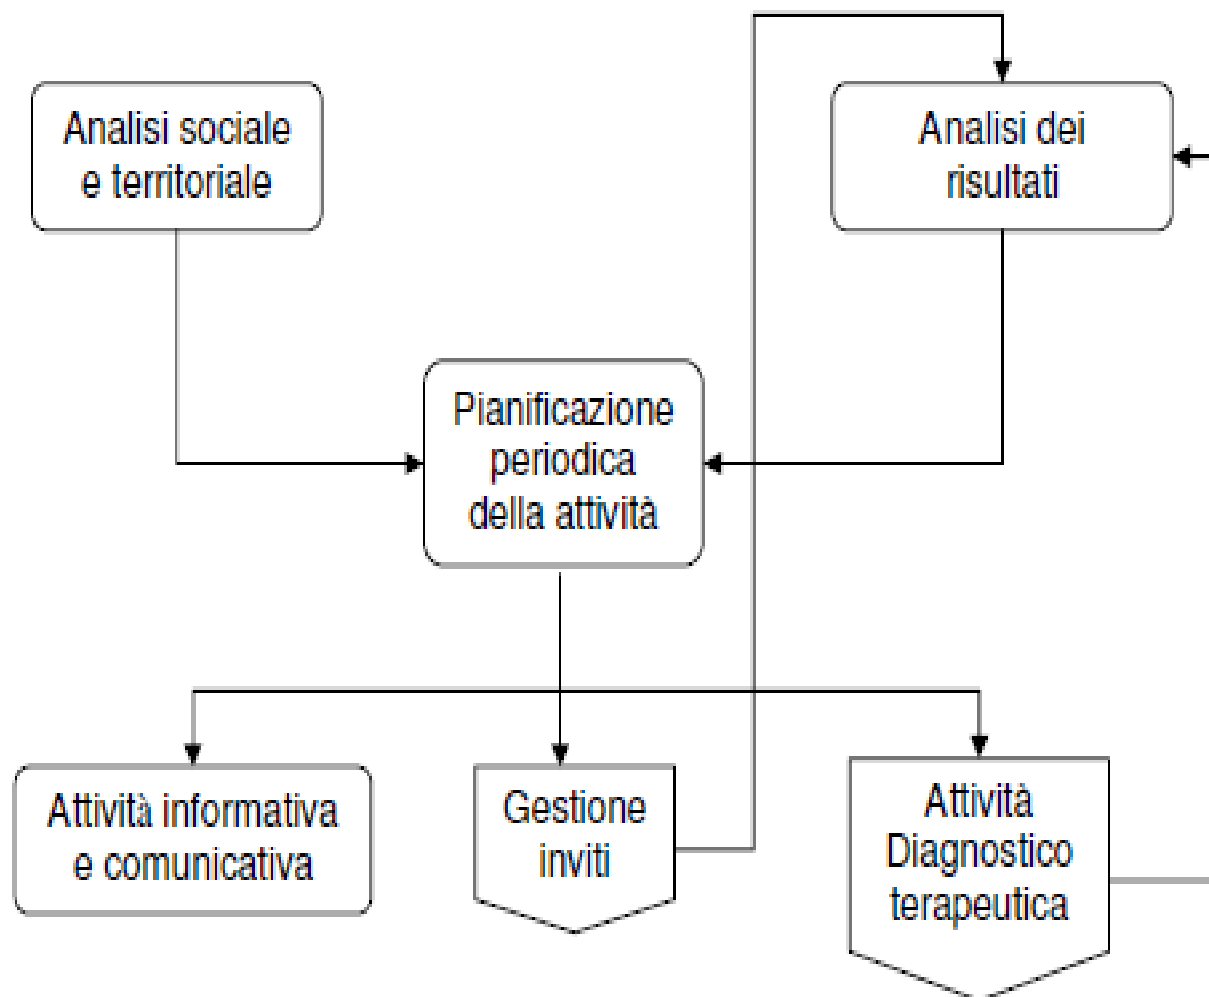 Analisi sociale
e territoriale
Analisi dei
risultati
Pianificazione
periodica
della attività
Attività informativa
e comunicativa
Gestione
inviti
Attività
Diagnostico
terapeutica